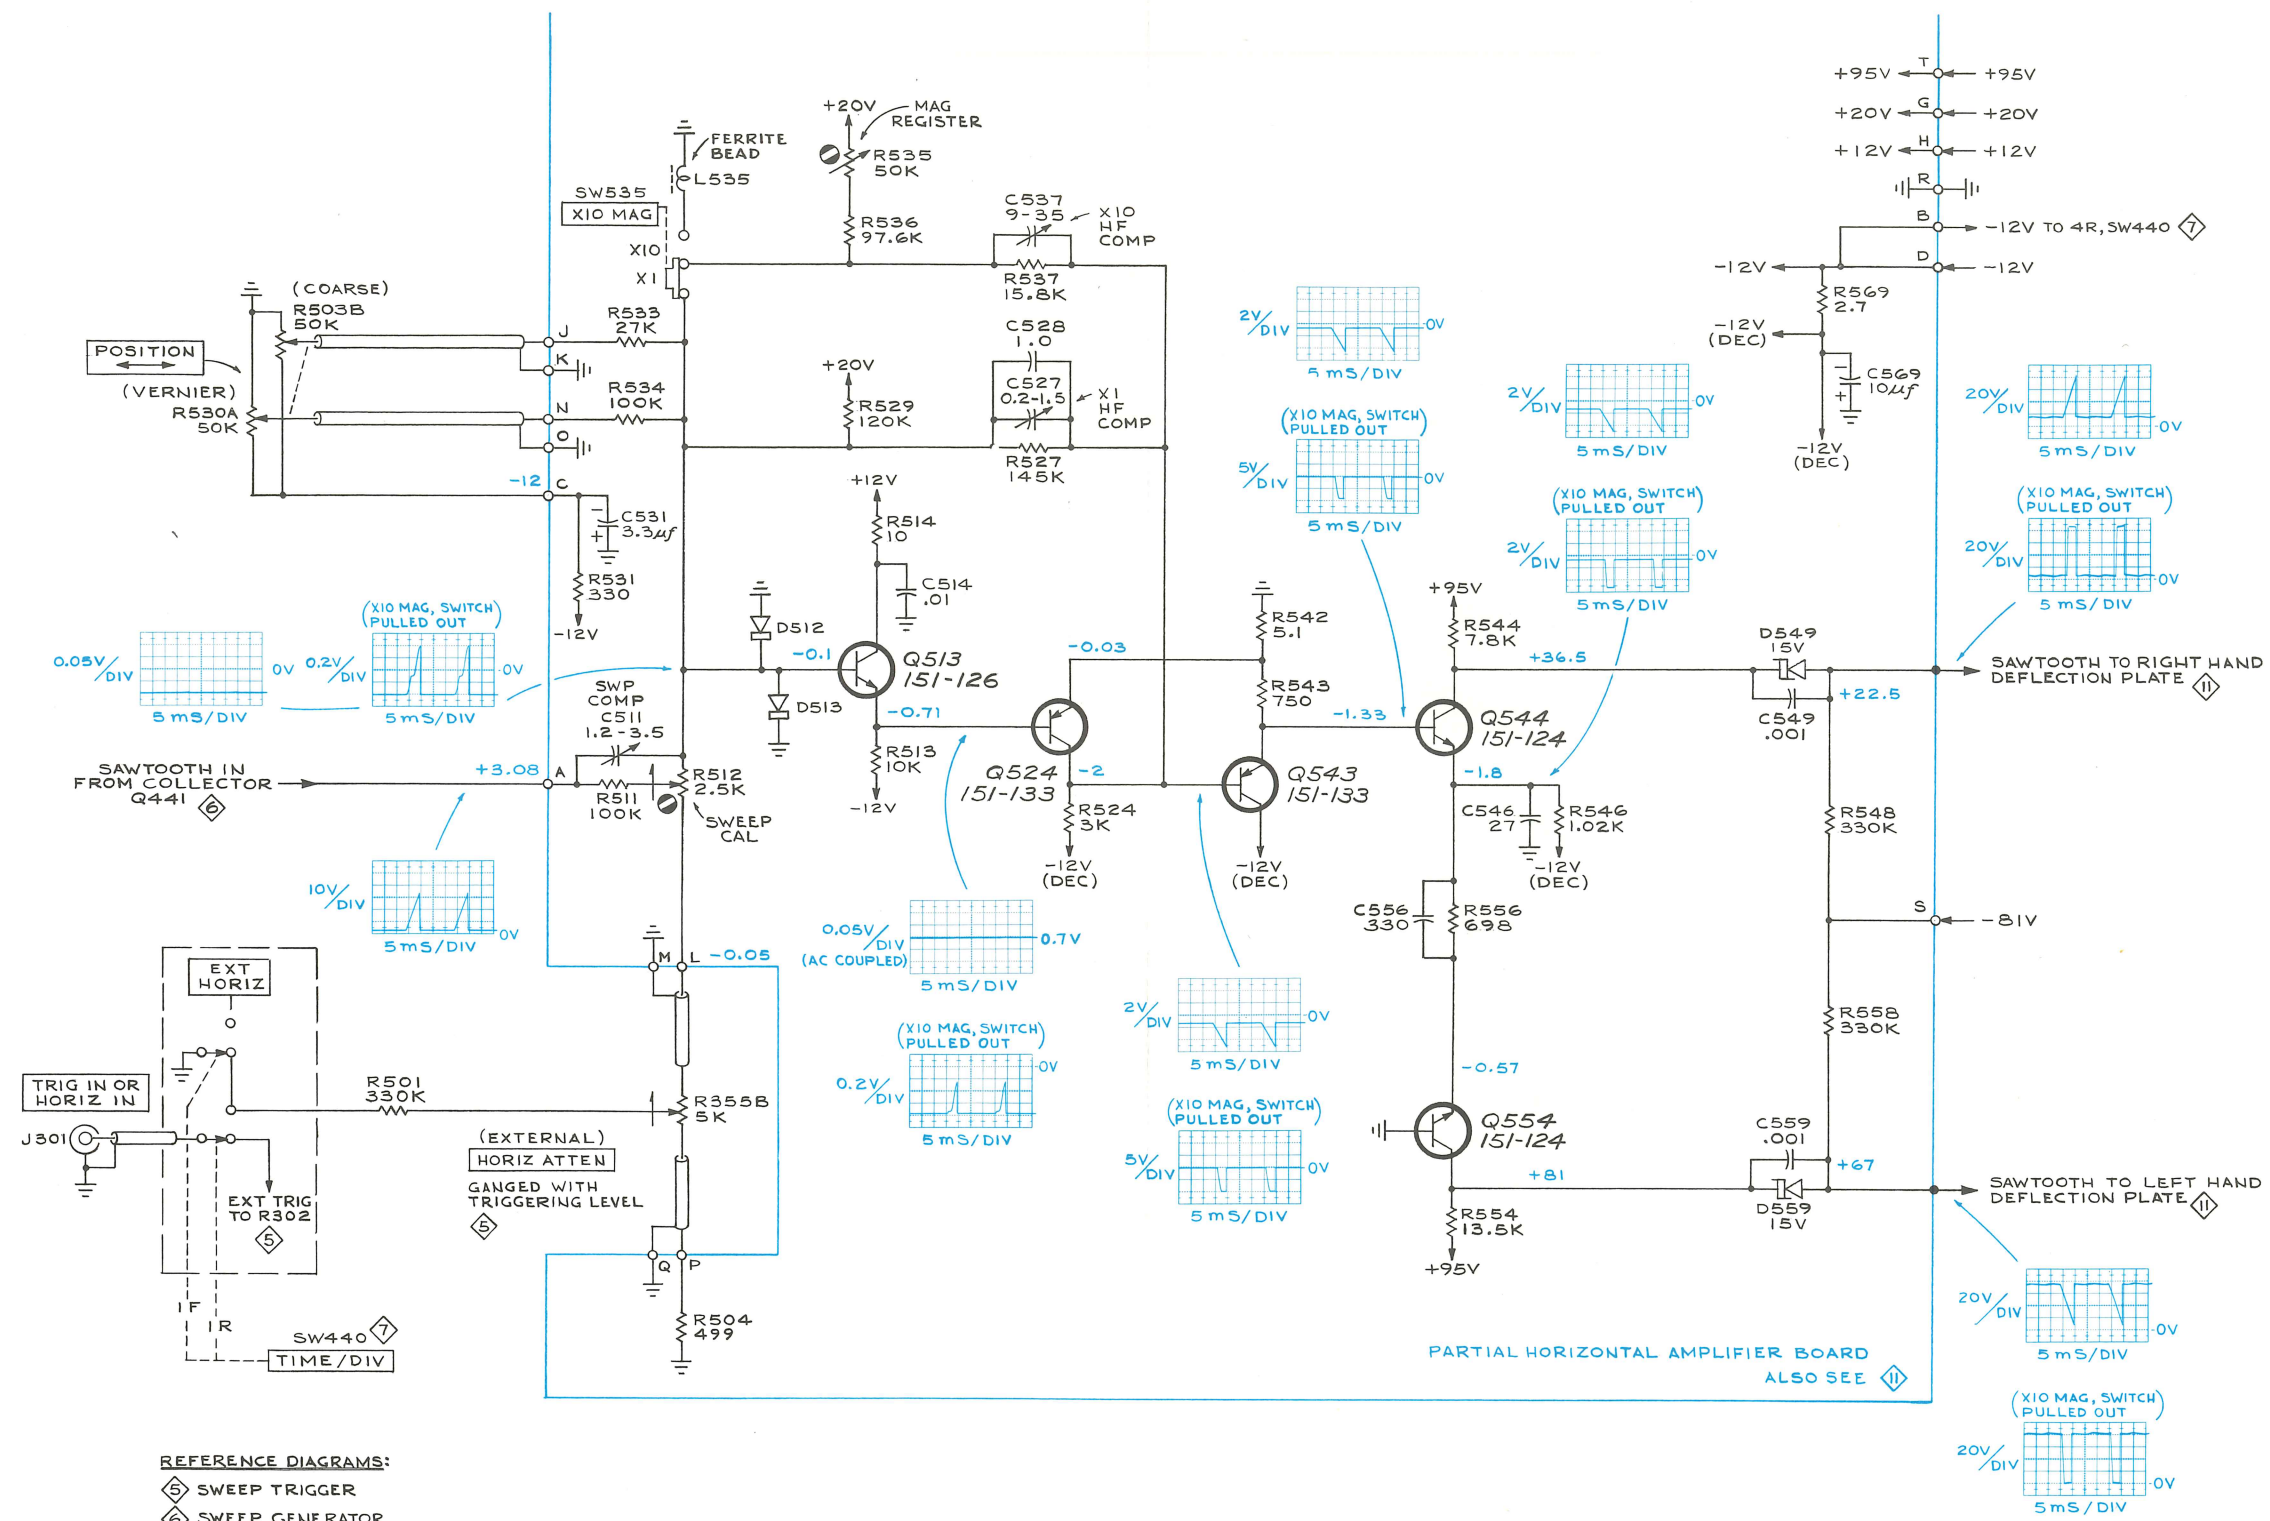 +20V
MAG
REGISTER
R535
50K
FERRITE
BEAD
L535
SW535
X10 MAG
X10
X1
R536
97.6K
C537
9-35
X10
HF
COMP
R537
15.8K
T
+95V
+95V
G
+20V
+20V
H
+12V
+12V
R
B
-12V TO 4R, SW440 7
D
-12V
-12V
R569
2.7
-12V
(DEC)
C569
10µf
-
+
-12V
(DEC)
(COARSE)
R503B
50K
POSITION
(VERNIER)
R530A
50K
J
K
N
O
R533
27K
R534
100K
-12
C
-
+
C531
3.3µf
R531
330
-12V
+20V
R529
120K
C528
1.0
C527
0.2-1.5
X1
HF
COMP
R527
145K
+12V
R514
10
C514
.01
D512
D513
-0.1
Q513
151-126
-0.71
R513
10K
-12V
2V/DIV
-0V
5 mS/DIV
(X10 MAG, SWITCH)
(PULLED OUT)
5V/DIV
-0V
5 mS/DIV
2V/DIV
-0V
5 mS/DIV
(X10 MAG, SWITCH)
(PULLED OUT)
2V/DIV
-0V
5 mS/DIV
20V/DIV
-0V
5 mS/DIV
(X10 MAG, SWITCH)
(PULLED OUT)
20V/DIV
-0V
5 mS/DIV
0.05V/DIV
0V
5 mS/DIV
(X10 MAG, SWITCH)
(PULLED OUT)
0.2V/DIV
-0V
5 mS/DIV
SWP
COMP
C511
1.2-3.5
SAWTOOTH IN
FROM COLLECTOR
Q441 6
+3.08
A
R511
100K
R512
2.5K
SWEEP
CAL
10V/DIV
-0V
5 mS/DIV
-0.03
Q524
151-133
-2
R524
3K
-12V
(DEC)
R542
5.1
R543
750
-1.33
Q543
151-133
-12V
(DEC)
+95V
R544
7.8K
+36.5
Q544
151-124
-1.8
C546
27
R546
1.02K
-12V
(DEC)
C556
330
R556
698
-0.57
Q554
151-124
+81
R554
13.5K
+95V
D549
15V
C549
.001
+22.5
SAWTOOTH TO RIGHT HAND
DEFLECTION PLATE 11
R548
330K
S
-81V
R558
330K
C559
.001
+67
D559
15V
SAWTOOTH TO LEFT HAND
DEFLECTION PLATE 11
0.05V/DIV
(AC COUPLED)
-0.7V
5 mS/DIV
(X10 MAG, SWITCH)
(PULLED OUT)
0.2V/DIV
-0V
5 mS/DIV
2V/DIV
-0V
5 mS/DIV
(X10 MAG, SWITCH)
(PULLED OUT)
5V/DIV
-0V
5 mS/DIV
M
L
-0.05
EXT
HORIZ
TRIG IN OR
HORIZ IN
J301
R501
330K
R355B
5K
(EXTERNAL)
HORIZ ATTEN
GANGED WITH
TRIGGERING LEVEL
5
EXT TRIG
TO R302
5
Q
P
R504
499
1F
1R
SW440 7
TIME/DIV
PARTIAL HORIZONTAL AMPLIFIER BOARD
ALSO SEE 11
20V/DIV
-0V
5 mS/DIV
(X10 MAG, SWITCH)
(PULLED OUT)
20V/DIV
-0V
5 mS/DIV
REFERENCE DIAGRAMS:
5 SWEEP TRIGGER
6 SWEEP GENERATOR